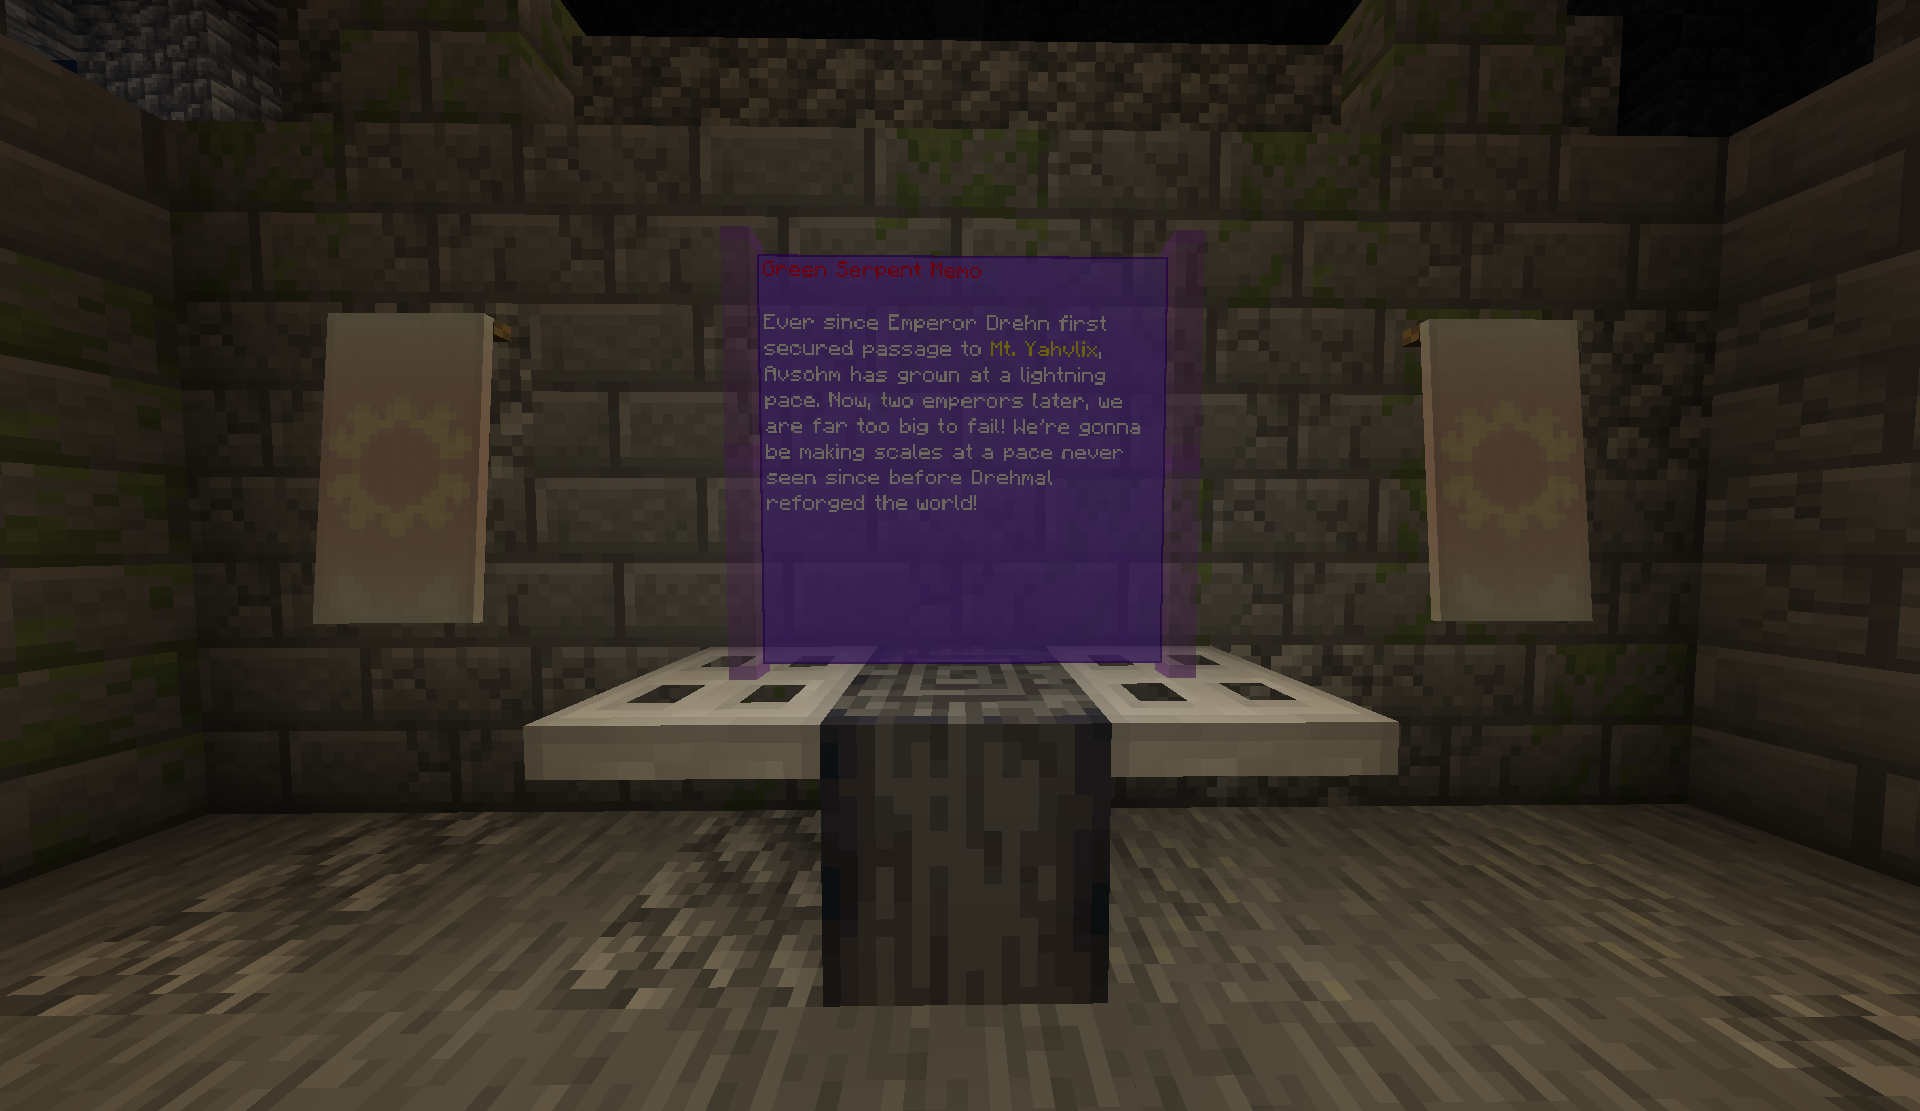 Green Serpent Memo
Ever since Emperor Drehn first
secured passage to Mt. Yahvlix,
Avsohm has grown at a lightning
pace. Now, two emperors later, we
are far too big to fail! We're gonna
be making scales at a pace never
seen since before Drehmal
reforged the world!